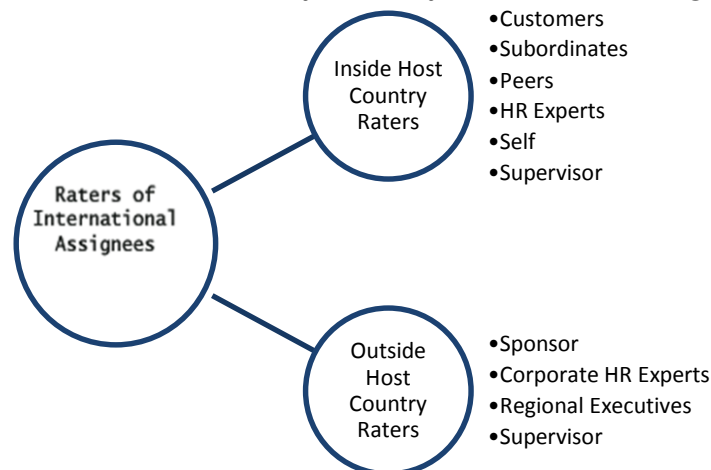 Raters of
International
Assignees
Inside Host
Country
Raters
•Customers
•Subordinates
•Peers
•HR Experts
•Self
•Supervisor
Outside
Host
Country
Raters
•Sponsor
•Corporate HR Experts
•Regional Executives
•Supervisor